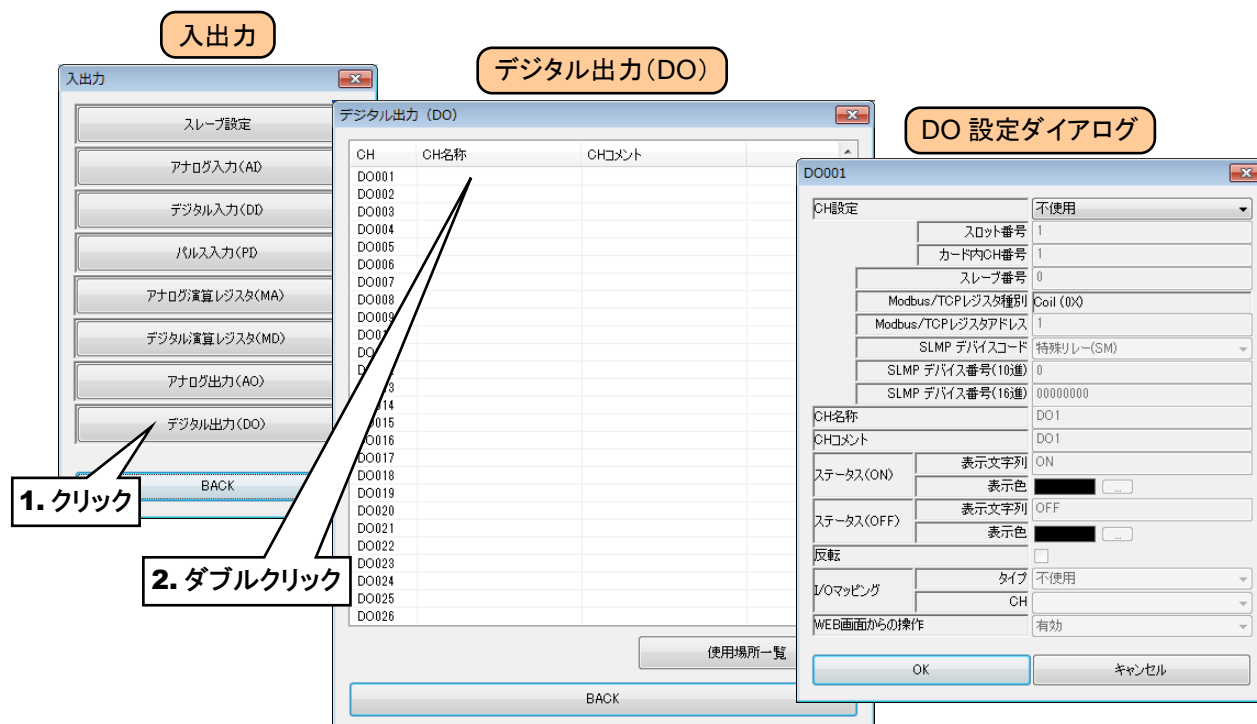 入出力
入出力
スレーブ設定
アナログ入力(AI)
デジタル入力(DI)
パルス入力(PI)
アナログ演算レジスタ(MA)
デジタル演算レジスタ(MD)
アナログ出力(AO)
デジタル出力(DO)
BACK
1. クリック
デジタル出力(DO)
デジタル出力 (DO)
CH CH名称 CHコメント
DO001
DO002
DO003
DO004
DO005
DO006
DO007
DO008
DO009
DO015
DO016
DO017
DO018
DO019
DO020
DO021
DO022
DO023
DO024
DO025
DO026
2. ダブルクリック
使用場所一覧
BACK
DO 設定ダイアログ
DO001
CH設定 不使用
スロット番号 1
カード内CH番号 1
スレーブ番号 0
Modbus/TCPレジスタ種別 Coil (0X)
Modbus/TCPレジスタアドレス 1
SLMP デバイスコード 特殊リレー(SM)
SLMP デバイス番号(10進) 0
SLMP デバイス番号(16進) 00000000
CH名称 DO1
CHコメント DO1
ステータス(ON) 表示文字列 ON
表示色 ...
ステータス(OFF) 表示文字列 OFF
表示色 ...
反転
I/Oマッピング タイプ 不使用
CH
WEB画面からの操作 有効
OK キャンセル